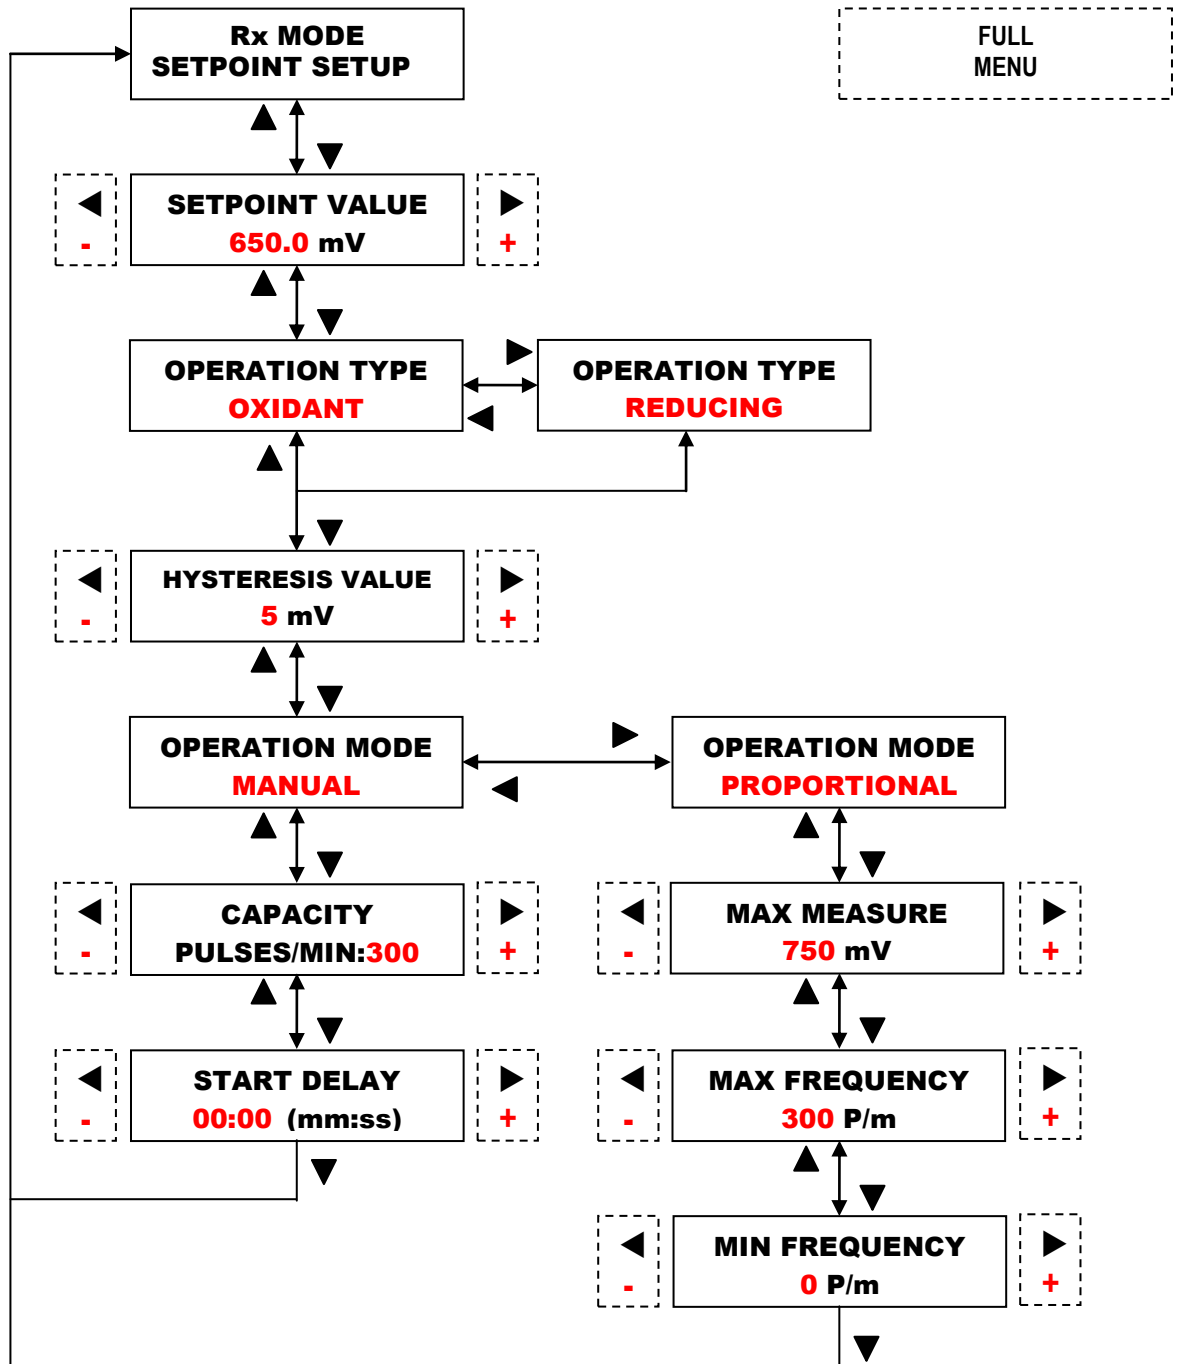 Rx MODE
SETPOINT SETUP
FULL
MENU
SETPOINT VALUE
650.0 mV
-
+
OPERATION TYPE
OXIDANT
OPERATION TYPE
REDUCING
HYSTERESIS VALUE
5 mV
-
+
OPERATION MODE
MANUAL
OPERATION MODE
PROPORTIONAL
CAPACITY
PULSES/MIN:300
-
+
MAX MEASURE
750 mV
-
+
START DELAY
00:00 (mm:ss)
-
+
MAX FREQUENCY
300 P/m
-
+
MIN FREQUENCY
0 P/m
-
+